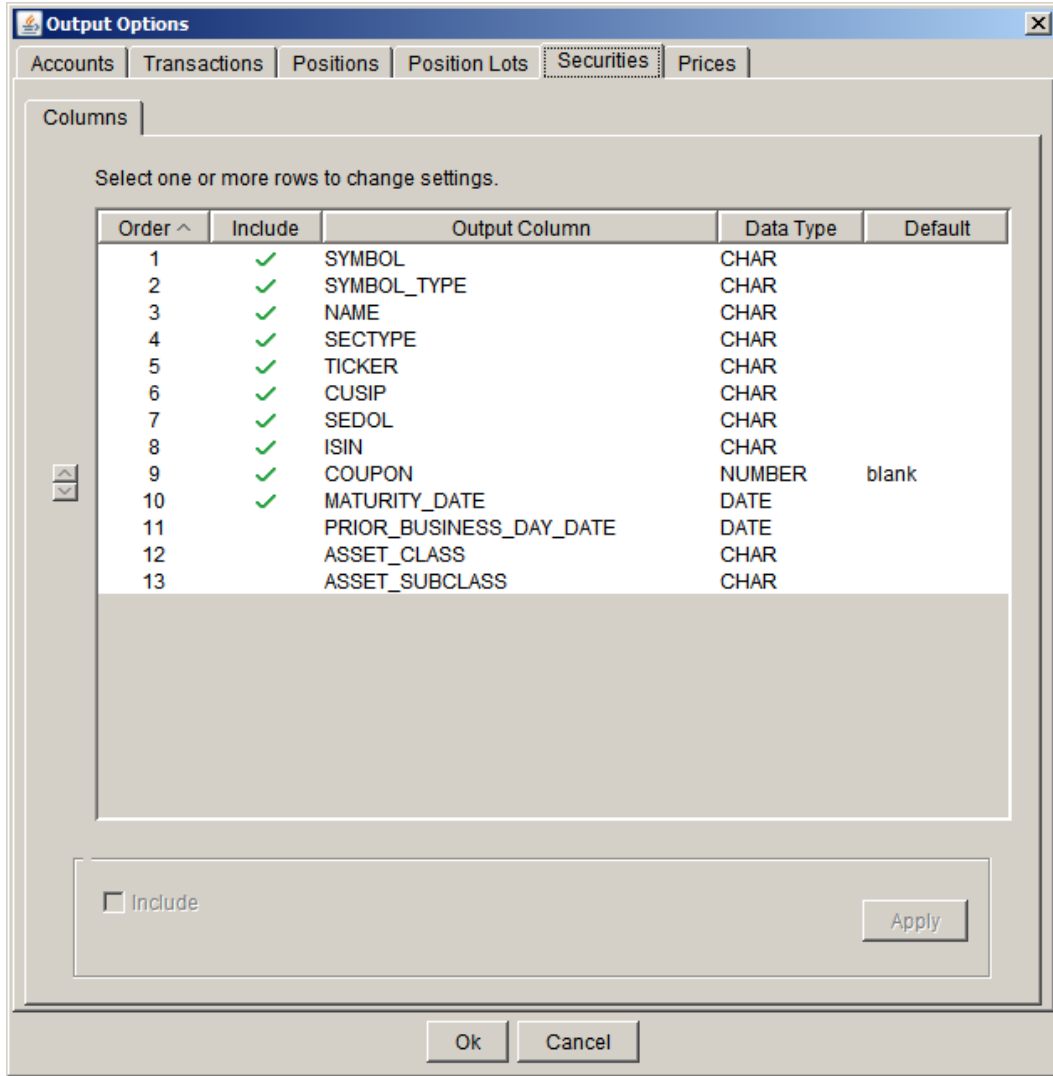 Output Options
Accounts Transactions Positions Position Lots Securities Prices
Columns
Select one or more rows to change settings.
Order Include Output Column Data Type Default
1 SYMBOL CHAR
2 SYMBOL_TYPE CHAR
3 NAME CHAR
4 SECTYPE CHAR
5 TICKER CHAR
6 CUSIP CHAR
7 SEDOL CHAR
8 ISIN CHAR
9 COUPON NUMBER blank
10 MATURITY_DATE DATE
11 PRIOR_BUSINESS_DAY_DATE DATE
12 ASSET_CLASS CHAR
13 ASSET_SUBCLASS CHAR
Include
Apply
Ok Cancel